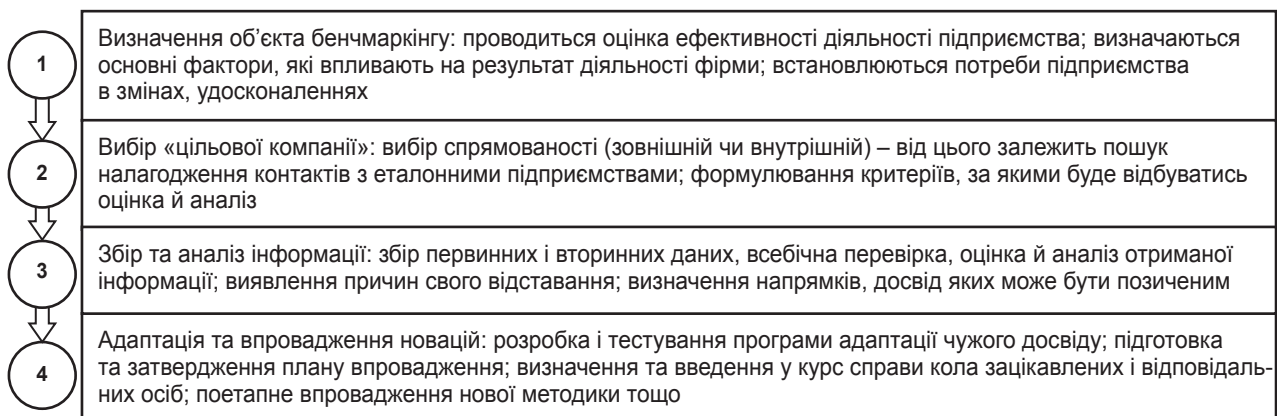 1
Визначення об'єкта бенчмаркінгу: проводиться оцінка ефективності діяльності підприємства; визначаються
основні фактори, які впливають на результат діяльності фірми; встановлюються потреби підприємства
в змінах, удосконаленнях
2
Вибір «цільової компанії»: вибір спрямованості (зовнішній чи внутрішній) – від цього залежить пошук
налагодження контактів з еталонними підприємствами; формулювання критеріїв, за якими буде відбуватись
оцінка й аналіз
3
Збір та аналіз інформації: збір первинних і вторинних даних, всебічна перевірка, оцінка й аналіз отриманої
інформації; виявлення причин свого відставання; визначення напрямків, досвід яких може бути позиченим
4
Адаптація та впровадження новацій: розробка і тестування програми адаптації чужого досвіду; підготовка
та затвердження плану впровадження; визначення та введення у курс справи кола зацікавлених і відповідаль-
них осіб; поетапне впровадження нової методики тощо